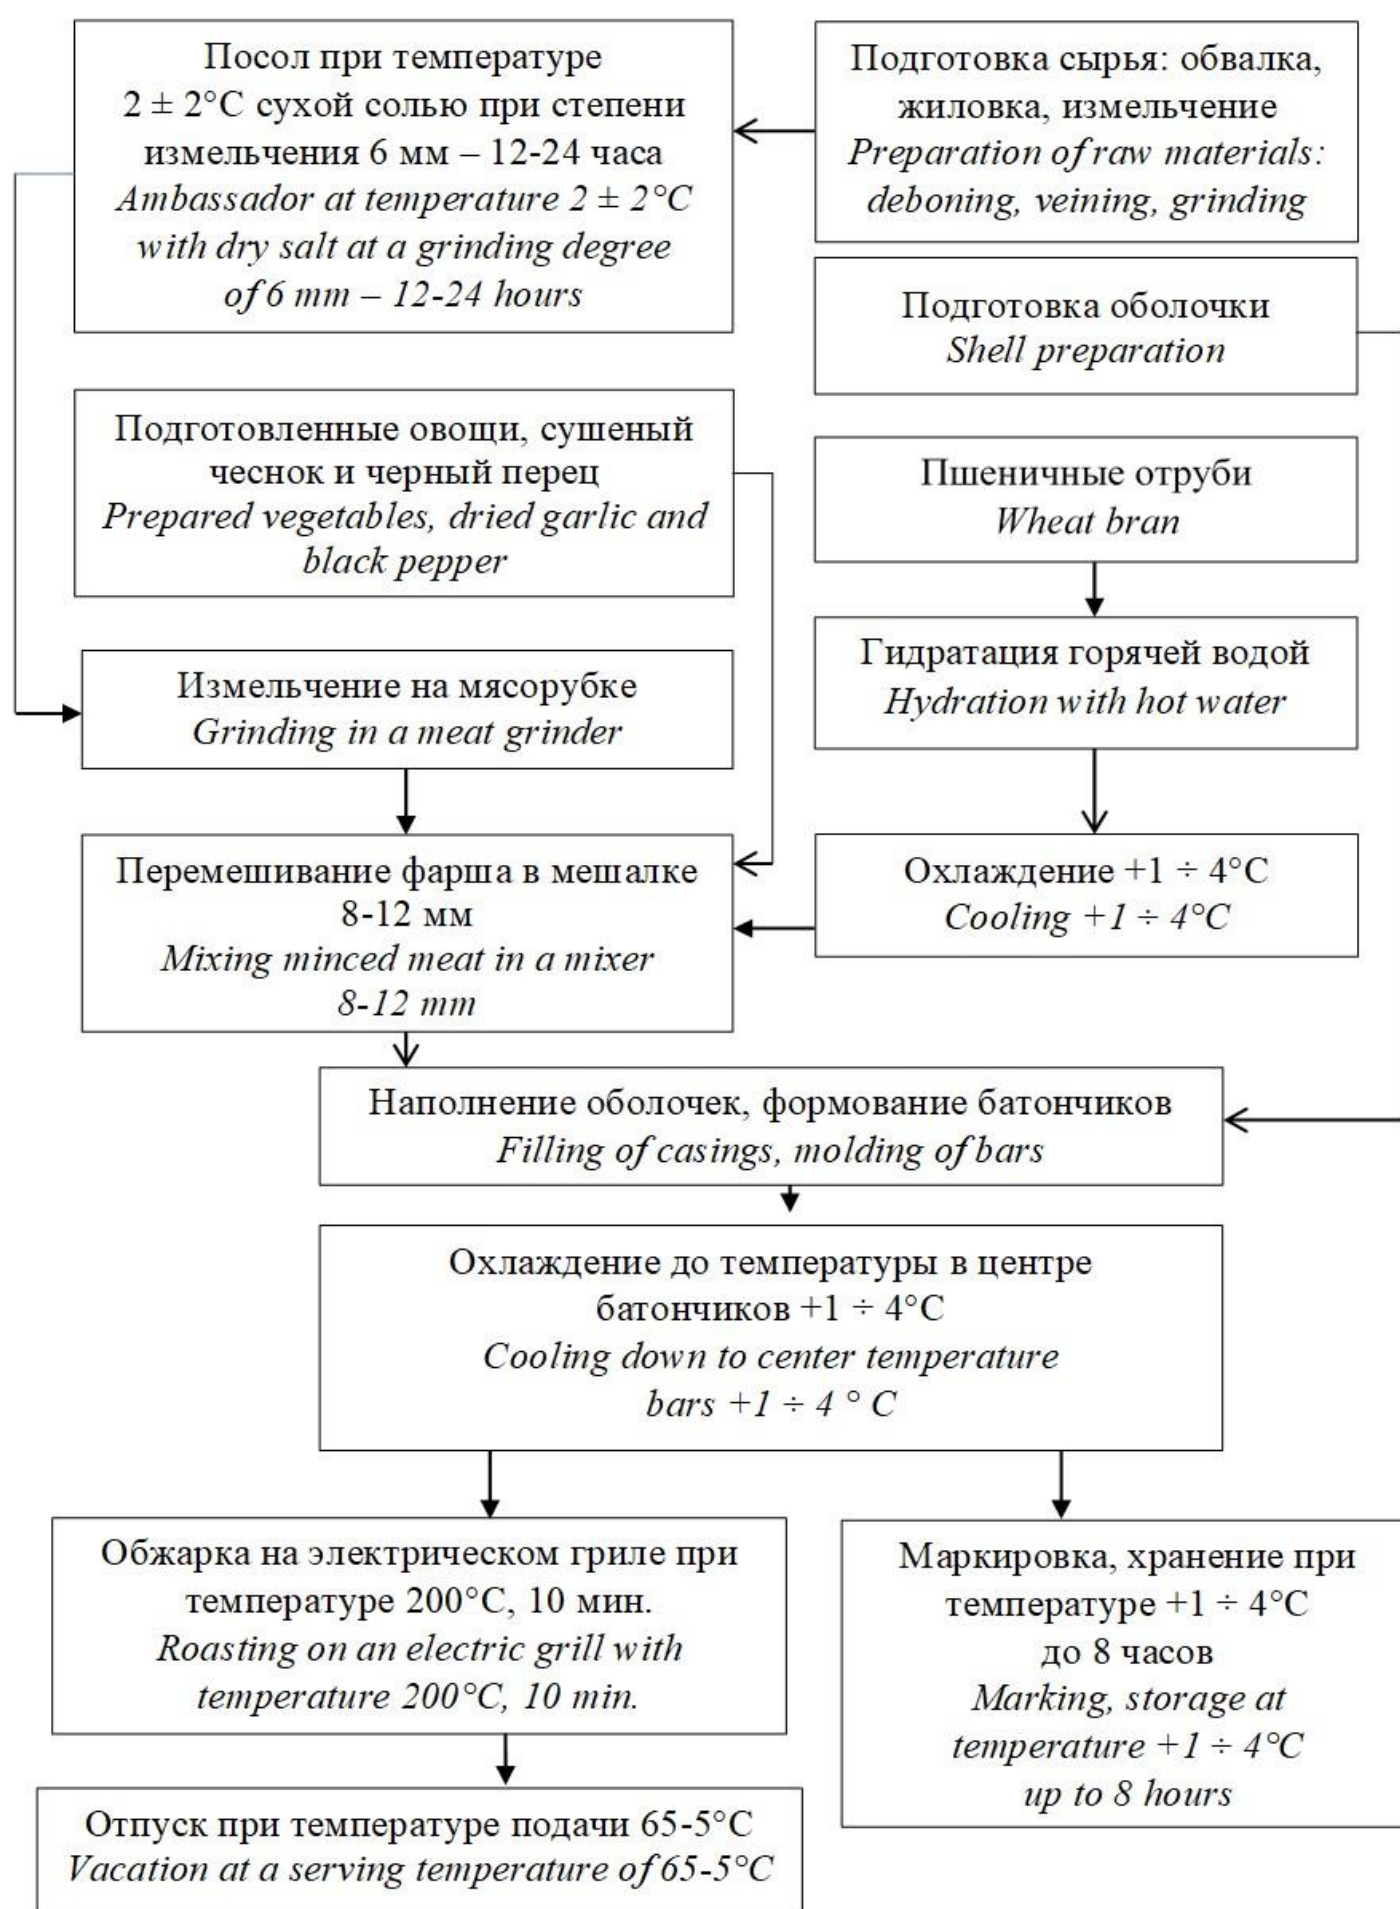 Посол при температуре
2 ± 2°С сухой солью при степени
измельчения 6 мм – 12-24 часа
Ambassador at temperature 2 ± 2°C
with dry salt at a grinding degree
of 6 mm – 12-24 hours
Подготовка сырья: обвалка,
жиловка, измельчение
Preparation of raw materials:
deboning, veining, grinding
Подготовка оболочки
Shell preparation
Подготовленные овощи, сушеный
чеснок и черный перец
Prepared vegetables, dried garlic and
black pepper
Пшеничные отруби
Wheat bran
Измельчение на мясорубке
Grinding in a meat grinder
Гидратация горячей водой
Hydration with hot water
Перемешивание фарша в мешалке
8-12 мм
Mixing minced meat in a mixer
8-12 mm
Охлаждение +1 ÷ 4°С
Cooling +1 ÷ 4°C
Наполнение оболочек, формование батончиков
Filling of casings, molding of bars
Охлаждение до температуры в центре
батончиков +1 ÷ 4°С
Cooling down to center temperature
bars +1 ÷ 4 ° C
Обжарка на электрическом гриле при
температуре 200°С, 10 мин.
Roasting on an electric grill with
temperature 200°C, 10 min.
Маркировка, хранение при
температуре +1 ÷ 4°С
до 8 часов
Marking, storage at
temperature +1 ÷ 4°C
up to 8 hours
Отпуск при температуре подачи 65-5°С
Vacation at a serving temperature of 65-5°C